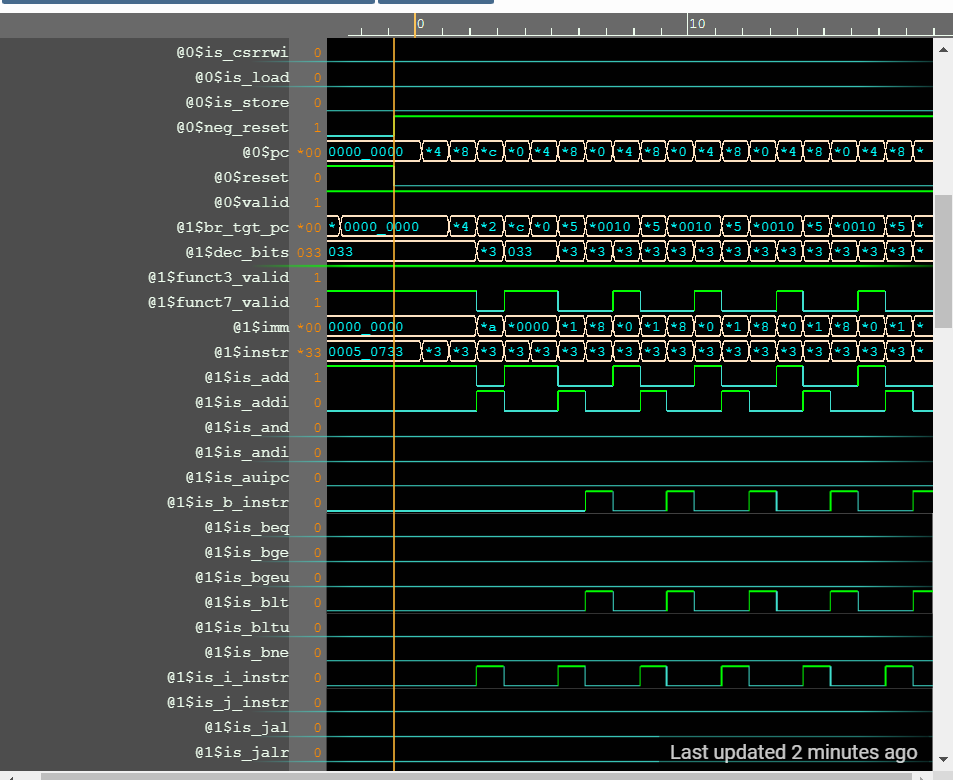 0 10
@0$is_csrrwi 0
@0$is_load 0
@0$is_store 0
@0$neg_reset 1
@0$pc *00 0000_0000 *4 *8 *c *0 *4 *8 *0 *4 *8 *0 *4 *8 *0 *4 *8 *0 *4 *8 *
@0$reset 0
@0$valid 1
@1$br_tgt_pc *00 * 0000_0000 *4 *2 *c *0 *5 *0010 *5 *0010 *5 *0010 *5 *0010 *5 *
@1$dec_bits 033 033 *3 033 *3 *3 *3 *3 *3 *3 *3 *3 *3 *3 *3 *3 *3 *
@1$funct3_valid 1
@1$funct7_valid 1
@1$imm *00 0000_0000 *a *0000 *1 *8 *0 *1 *8 *0 *1 *8 *0 *1 *8 *0 *1 *
@1$instr *33 0005_0733 *3 *3 *3 *3 *3 *3 *3 *3 *3 *3 *3 *3 *3 *3 *3 *3 *3 *3 *
@1$is_add 1
@1$is_addi 0
@1$is_and 0
@1$is_andi 0
@1$is_auipc 0
@1$is_b_instr 0
@1$is_beq 0
@1$is_bge 0
@1$is_bgeu 0
@1$is_blt 0
@1$is_bltu 0
@1$is_bne 0
@1$is_i_instr 0
@1$is_j_instr 0
@1$is_jal 0
@1$is_jalr 0
Last updated 2 minutes ago